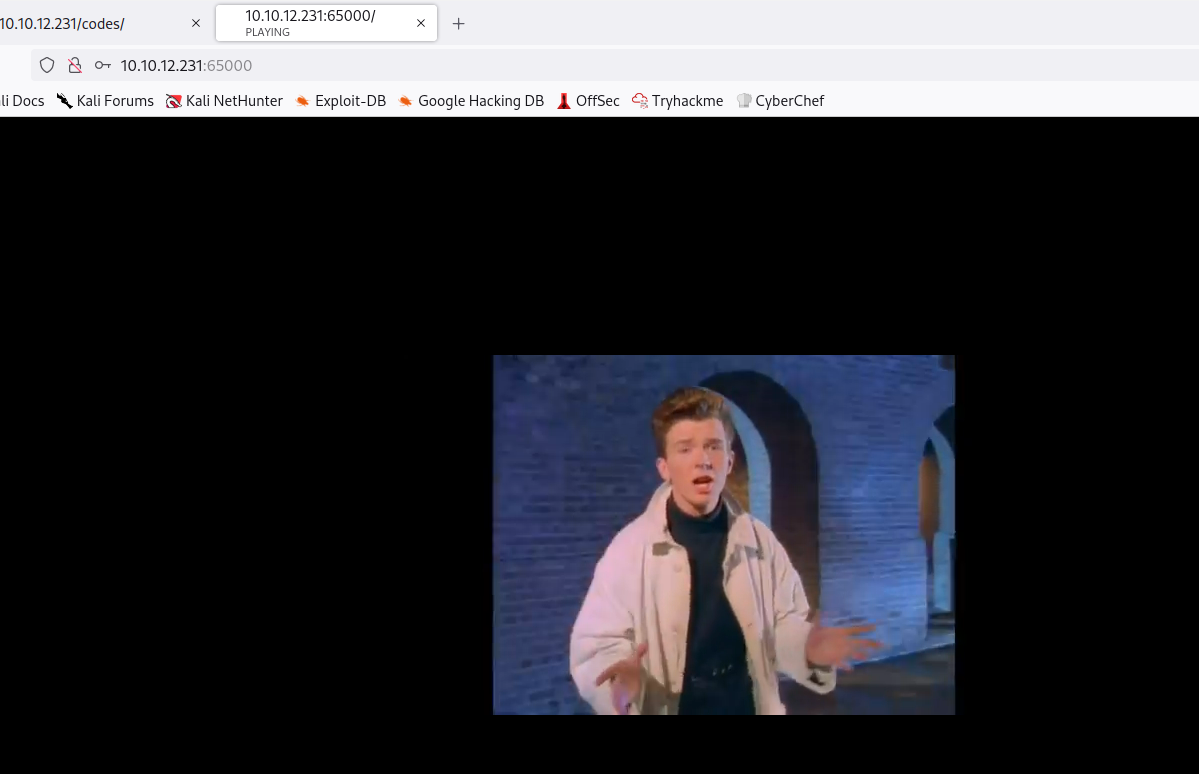 10.10.12.231/codes/
10.10.12.231:65000/
PLAYING
10.10.12.231:65000
li Docs Kali Forums Kali NetHunter Exploit-DB Google Hacking DB OffSec Tryhackme CyberChef